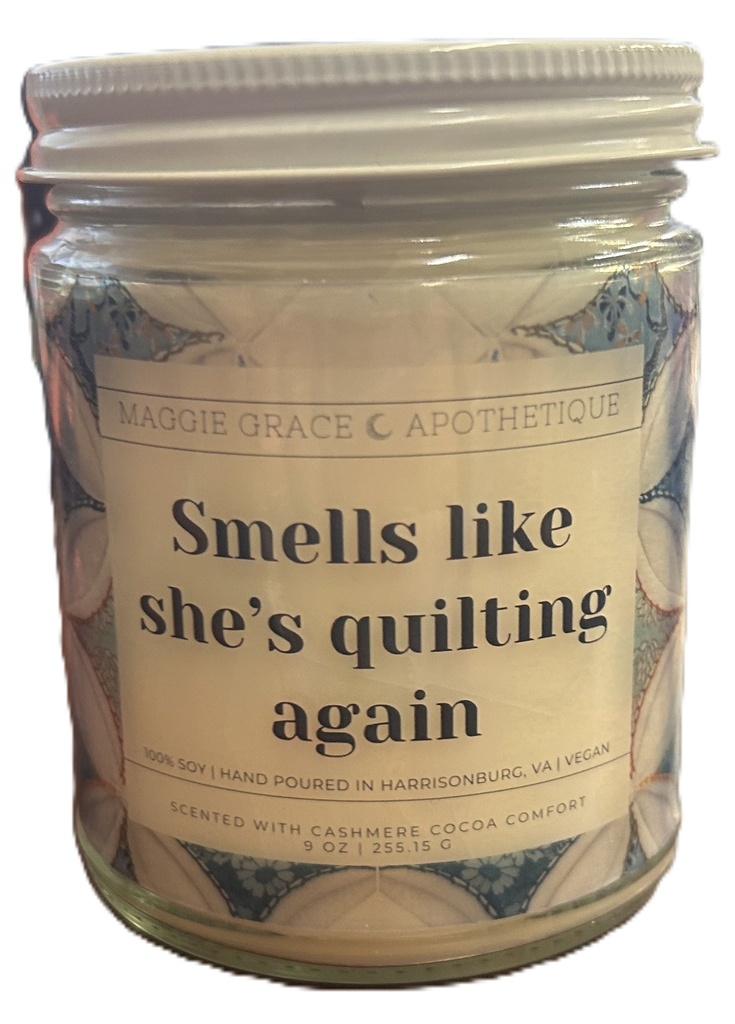 MAGGIE GRACE ☾ APOTHETIQUE
Smells like
she's quilting
again
100% SOY | HAND POURED IN HARRISONBURG, VA | VEGAN
SCENTED WITH CASHMERE COCOA COMFORT
9 OZ | 255.15 G